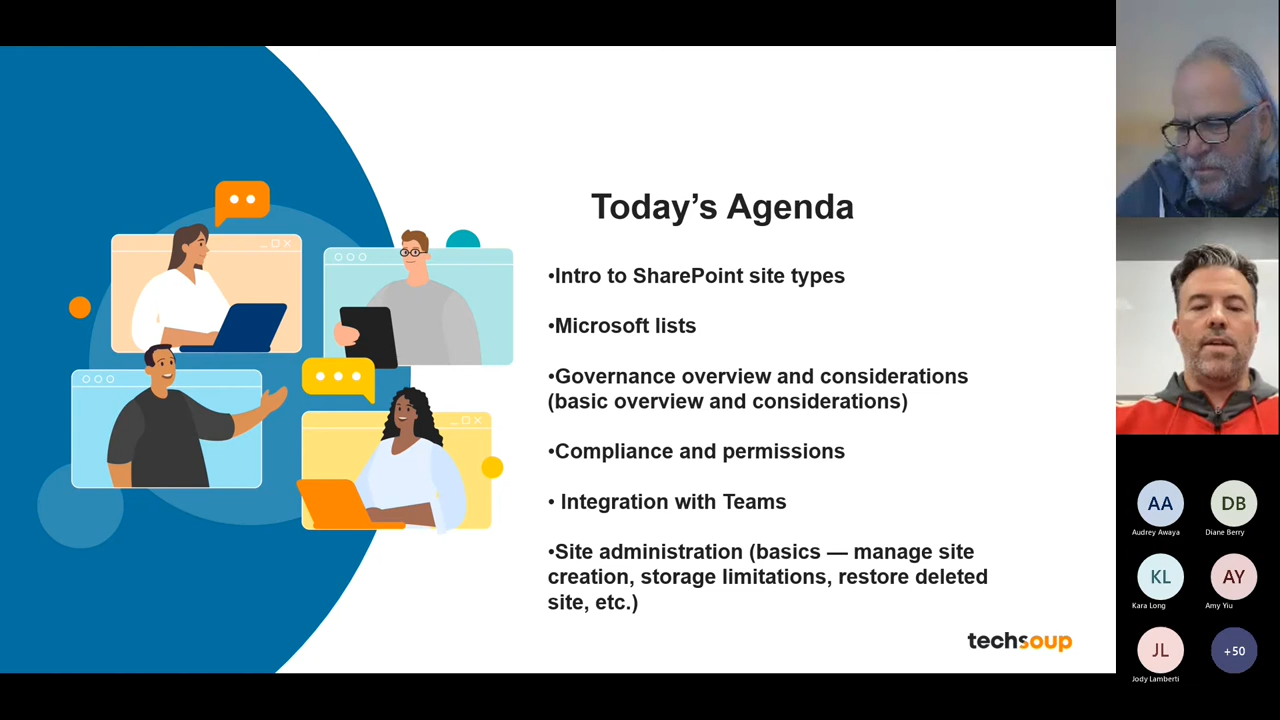 Today’s Agenda
•Intro to SharePoint site types
•Microsoft lists
•Governance overview and considerations
(basic overview and considerations)
•Compliance and permissions
• Integration with Teams
•Site administration (basics — manage site
creation, storage limitations, restore deleted
site, etc.)
techsoup
AA
DB
Audrey Awaya
Diane Berry
KL
AY
Kara Long
Amy Yiu
JL
+50
Jody Lamberti